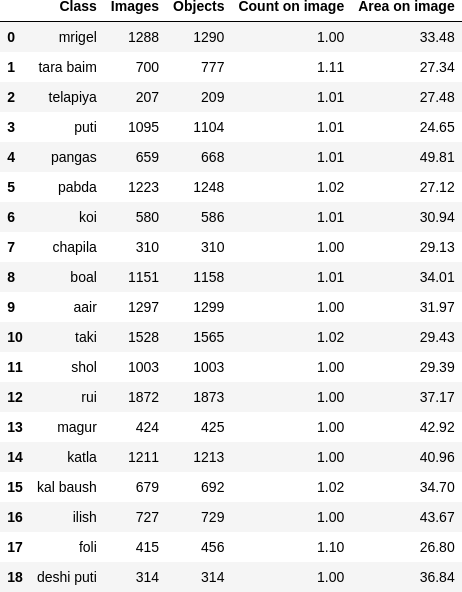 Class Images Objects Count on image Area on image
0 mrigel 1288 1290 1.00 33.48
1 tara baim 700 777 1.11 27.34
2 telapiya 207 209 1.01 27.48
3 puti 1095 1104 1.01 24.65
4 pangas 659 668 1.01 49.81
5 pabda 1223 1248 1.02 27.12
6 koi 580 586 1.01 30.94
7 chapila 310 310 1.00 29.13
8 boal 1151 1158 1.01 34.01
9 aair 1297 1299 1.00 31.97
10 taki 1528 1565 1.02 29.43
11 shol 1003 1003 1.00 29.39
12 rui 1872 1873 1.00 37.17
13 magur 424 425 1.00 42.92
14 katla 1211 1213 1.00 40.96
15 kal baush 679 692 1.02 34.70
16 ilish 727 729 1.00 43.67
17 foli 415 456 1.10 26.80
18 deshi puti 314 314 1.00 36.84